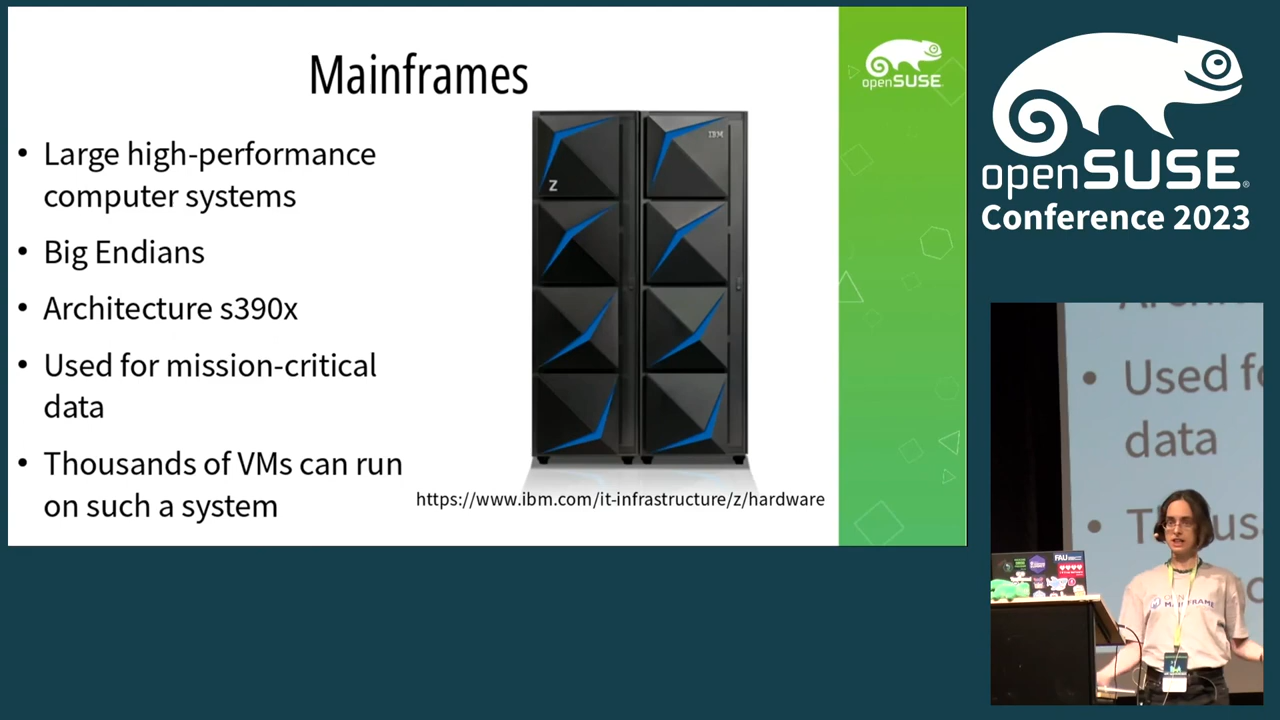 Mainframes
• Large high-performance
computer systems
• Big Endians
• Architecture s390x
• Used for mission-critical
data
• Thousands of VMs can run
on such a system
IBM
Z
https://www.ibm.com/it-infrastructure/z/hardware
openSUSE
openSUSE
Conference 2023
• Used
data
FAU
MAINFRAME